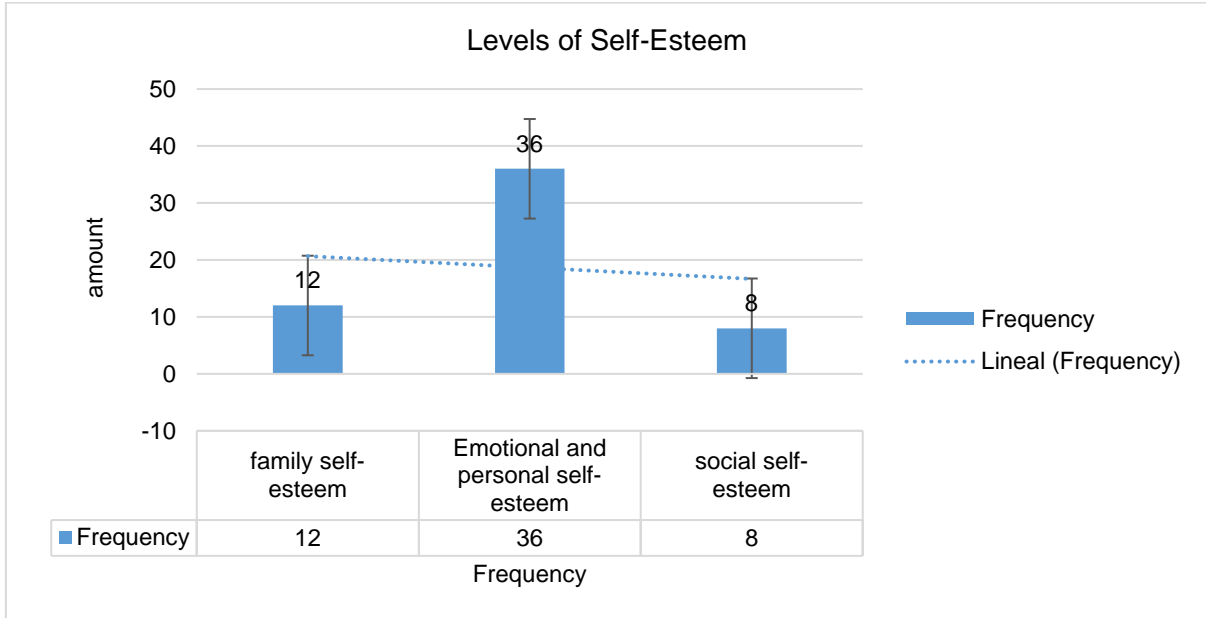 Levels of Self-Esteem
50
40
30
20
10
0
-10
amount
36
12
8
Frequency
Lineal (Frequency)
family self-
esteem
Emotional and
personal self-
esteem
social self-
esteem
Frequency 12 36 8
Frequency